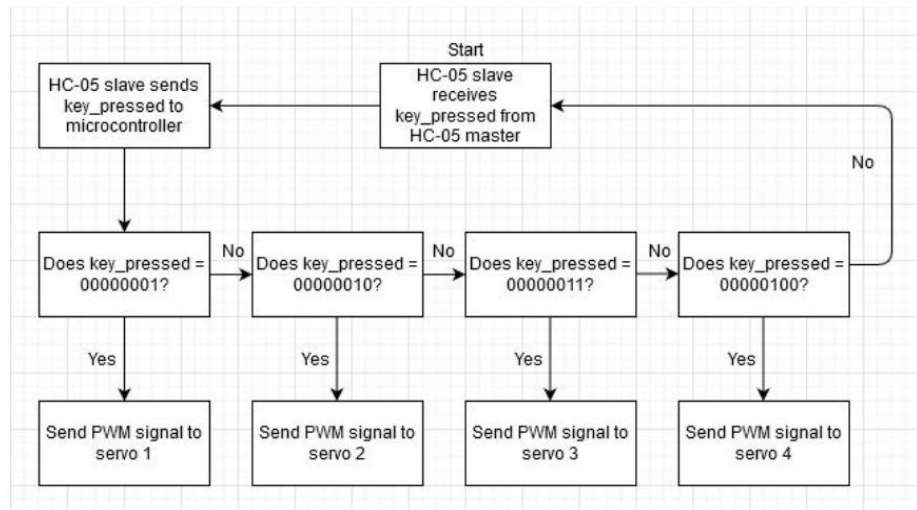 Start
HC-05 slave sends
key_pressed to
microcontroller
HC-05 slave
receives
key_pressed from
HC-05 master
No
Does key_pressed =
00000001?
No
Does key_pressed =
00000010?
No
Does key_pressed =
00000011?
No
Does key_pressed =
00000100?
Yes
Yes
Yes
Yes
Send PWM signal to
servo 1
Send PWM signal to
servo 2
Send PWM signal to
servo 3
Send PWM signal to
servo 4